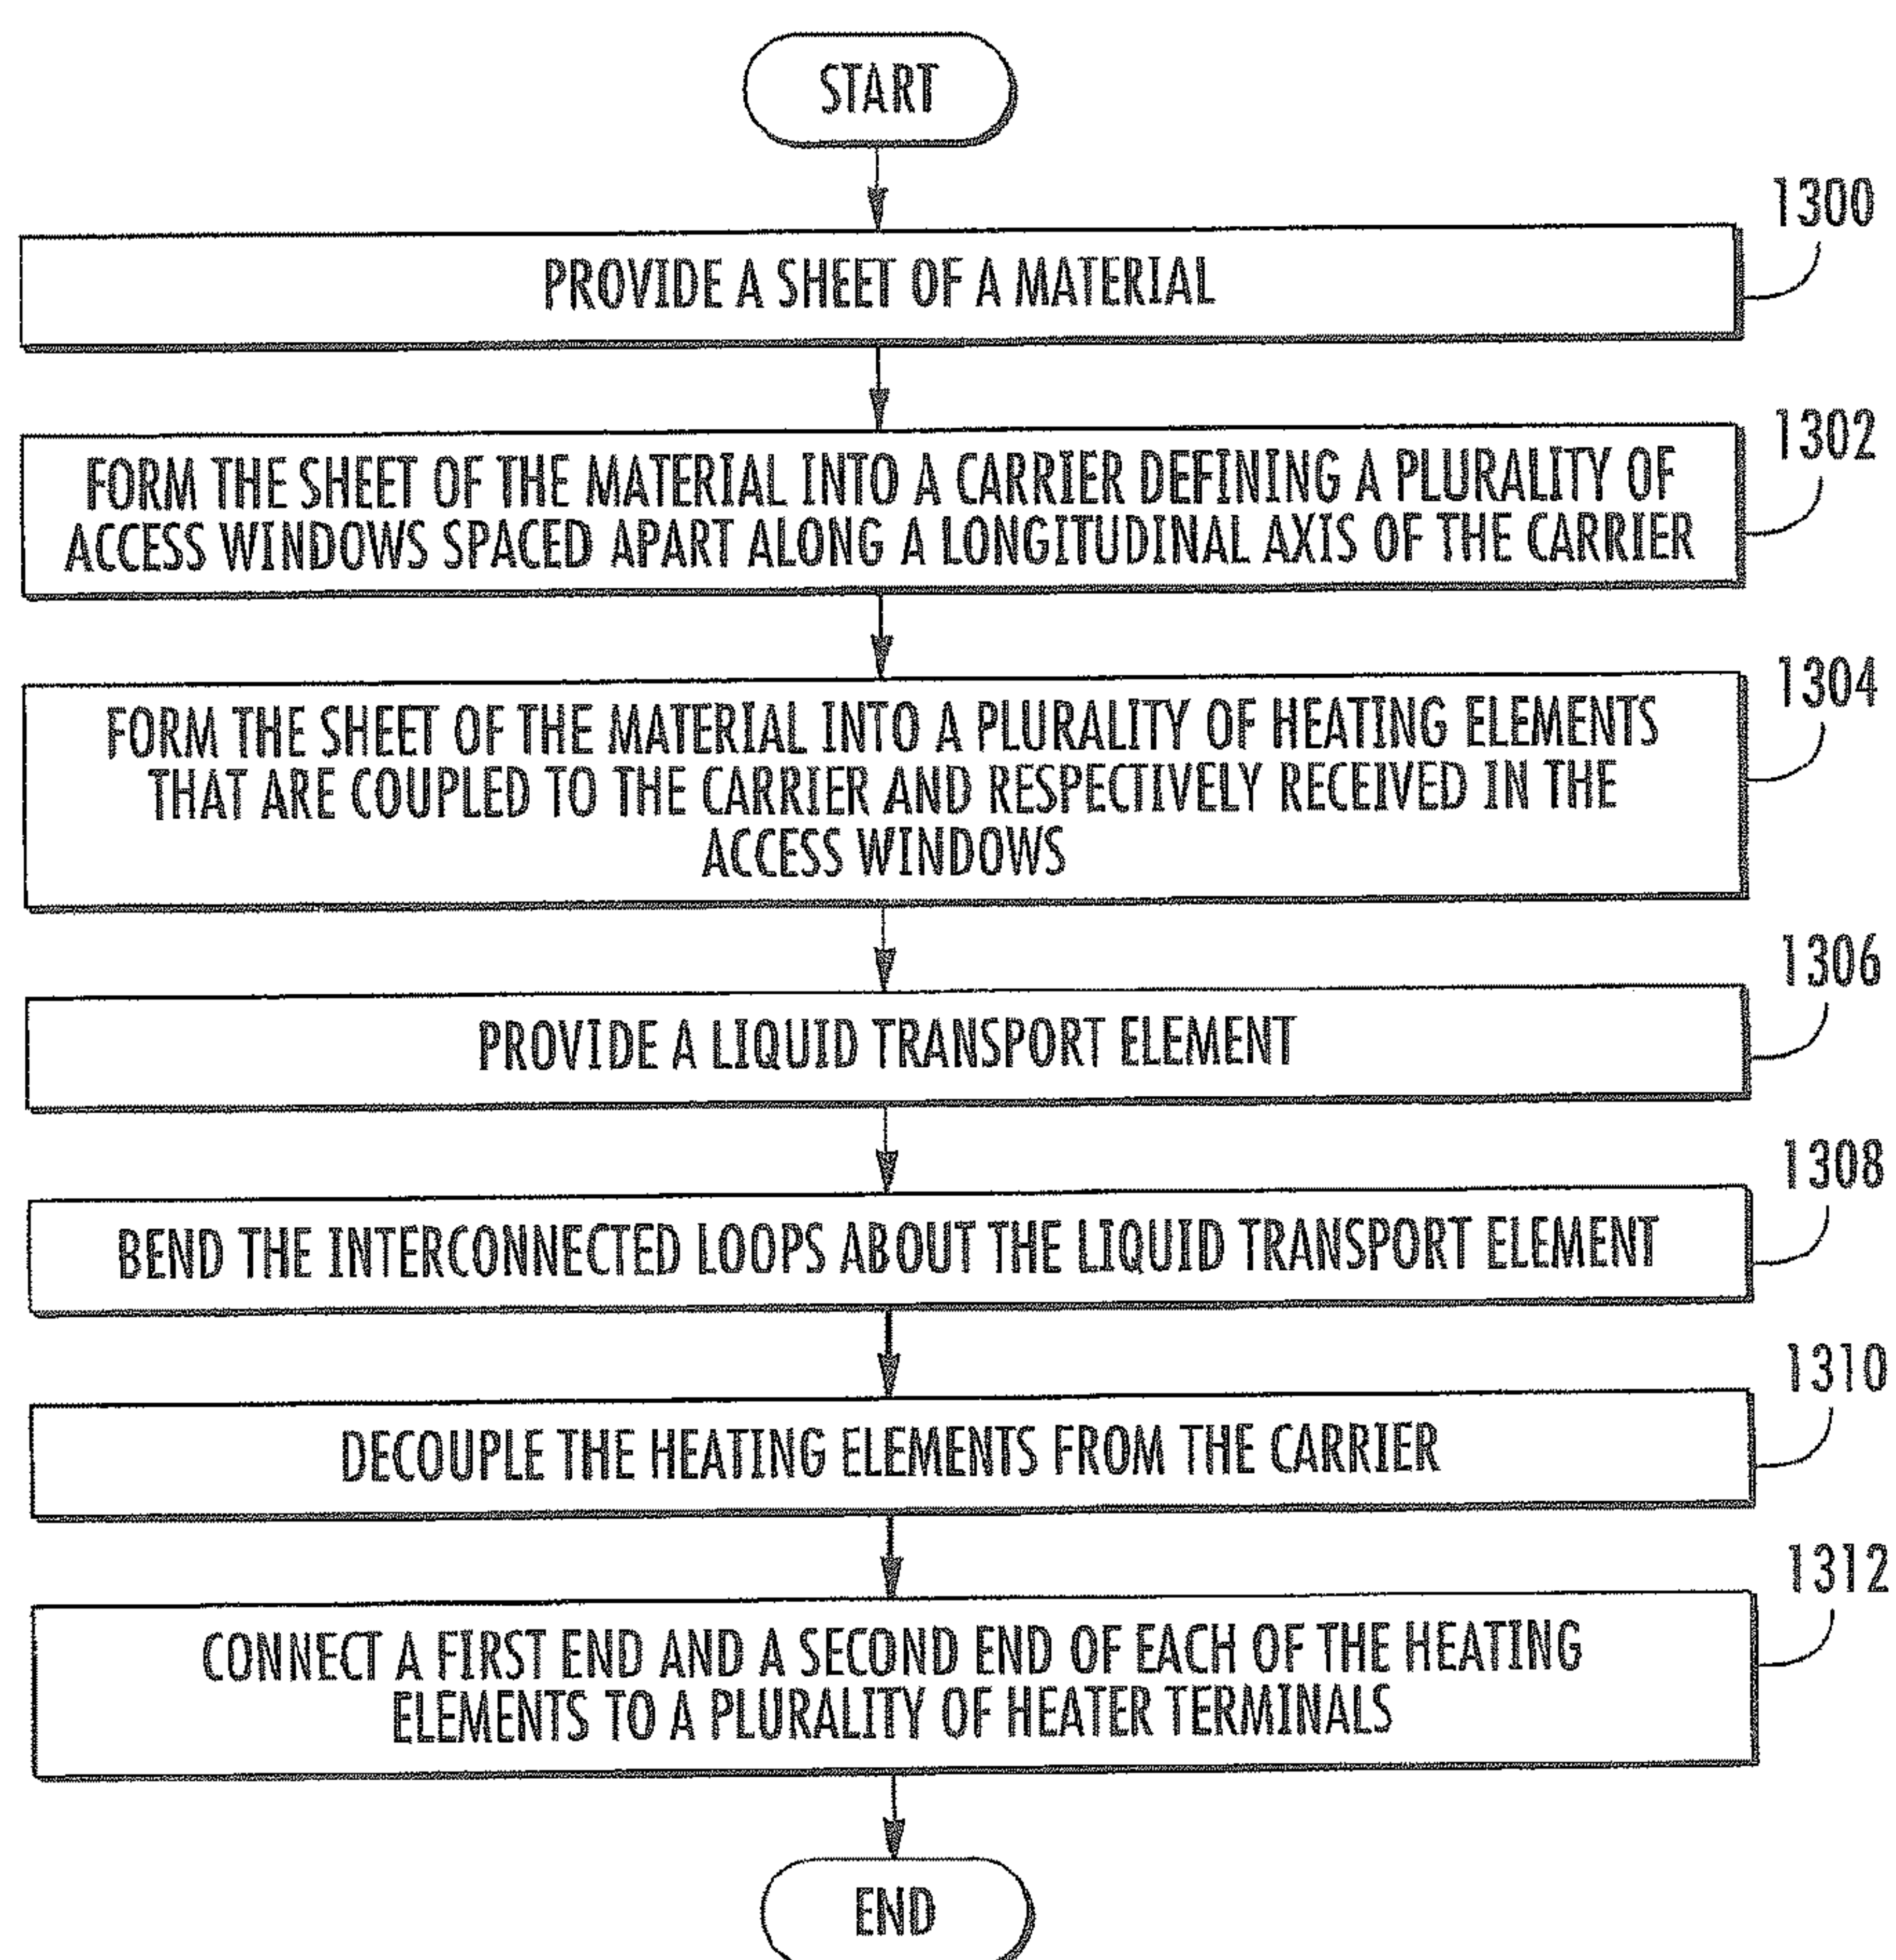 START
1300
PROVIDE A SHEET OF A MATERIAL
1302
FORM THE SHEET OF THE MATERIAL INTO A CARRIER DEFINING A PLURALITY OF
ACCESS WINDOWS SPACED APART ALONG A LONGITUDINAL AXIS OF THE CARRIER
1304
FORM THE SHEET OF THE MATERIAL INTO A PLURALITY OF HEATING ELEMENTS
THAT ARE COUPLED TO THE CARRIER AND RESPECTIVELY RECEIVED IN THE
ACCESS WINDOWS
1306
PROVIDE A LIQUID TRANSPORT ELEMENT
1308
BEND THE INTERCONNECTED LOOPS ABOUT THE LIQUID TRANSPORT ELEMENT
1310
DECOUPLE THE HEATING ELEMENTS FROM THE CARRIER
1312
CONNECT A FIRST END AND A SECOND END OF EACH OF THE HEATING
ELEMENTS TO A PLURALITY OF HEATER TERMINALS
END